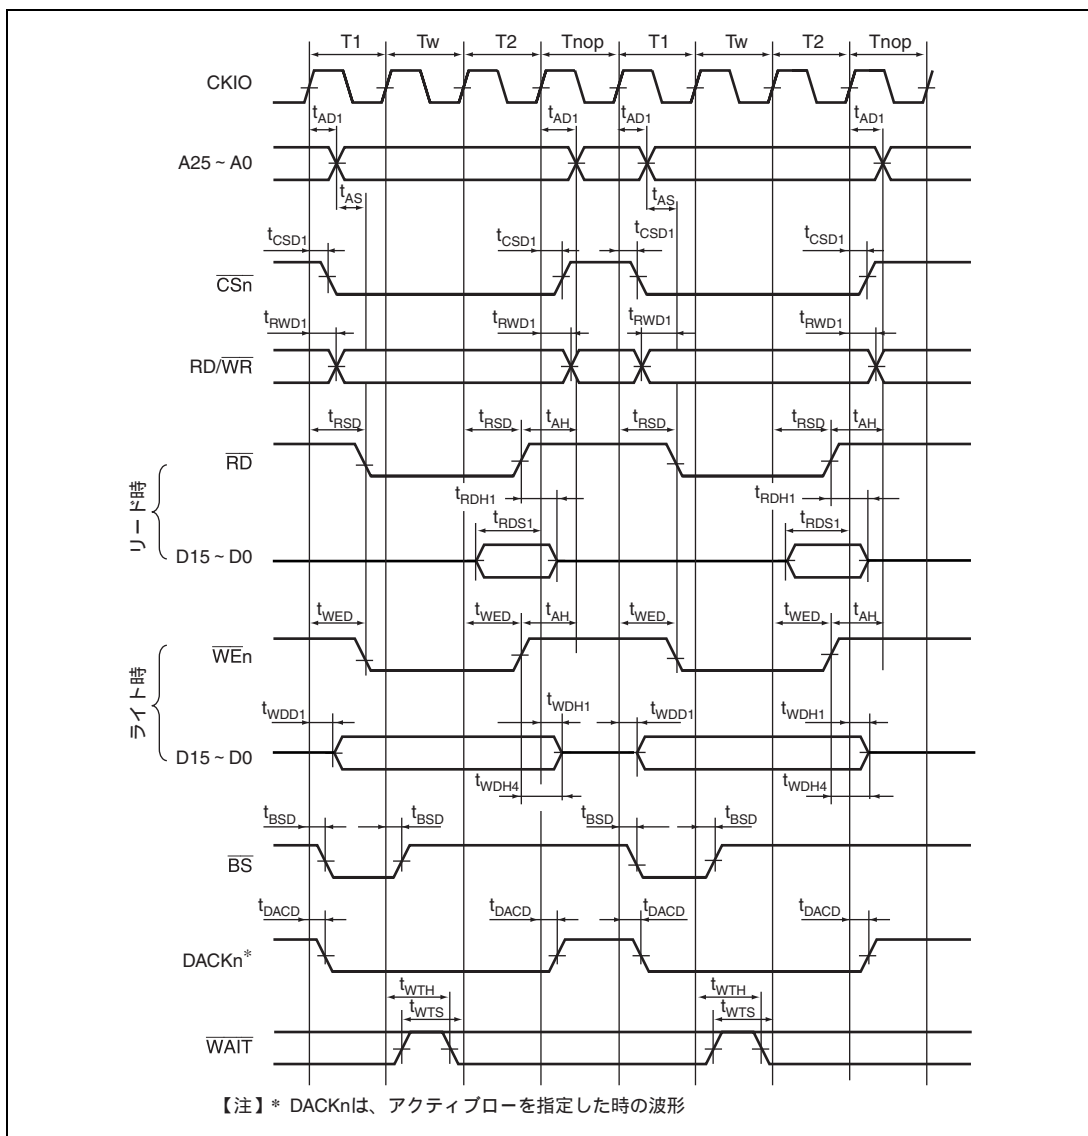 T1 Tw T2 Tnop T1 Tw T2 Tnop
CKIO
tAD1 tAD1 tAD1 tAD1
A25 ~ A0
tAS tAS
tCSD1 tCSD1 tCSD1 tCSD1
CSn
tRWD1 tRWD1 tRWD1 tRWD1
RD/WR
tRSD tRSD tAH tRSD tRSD tAH
RD
リード時
tRDH1 tRDH1
tRDS1 tRDS1
D15 ~ D0
tWED tWED tAH tWED tWED tAH
WEn
ライト時
tWDD1 tWDH1 tWDD1 tWDH1
D15 ~ D0
tWDH4 tWDH4
tBSD tBSD tBSD tBSD
BS
tDACD tDACD tDACD tDACD
DACKn*
tWTH tWTH
tWTS tWTS
WAIT
【注】* DACKnは、アクティブローを指定した時の波形